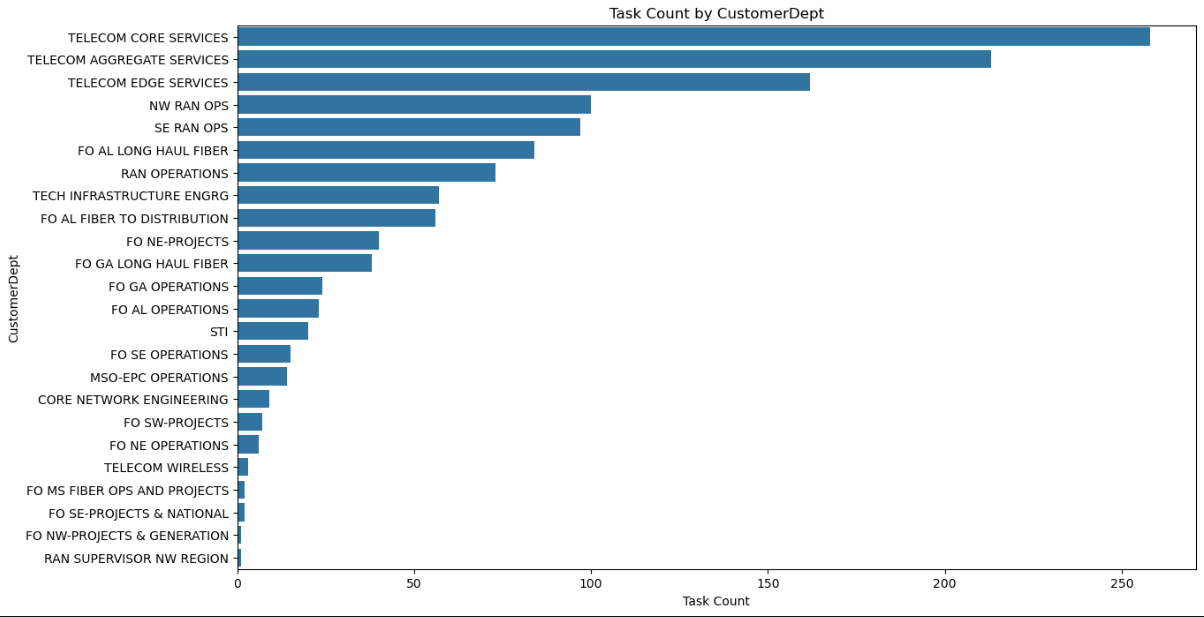 Task Count by CustomerDept
TELECOM CORE SERVICES
TELECOM AGGREGATE SERVICES
TELECOM EDGE SERVICES
NW RAN OPS
SE RAN OPS
FO AL LONG HAUL FIBER
RAN OPERATIONS
TECH INFRASTRUCTURE ENGRG
FO AL FIBER TO DISTRIBUTION
FO NE-PROJECTS
FO GA LONG HAUL FIBER
FO GA OPERATIONS
FO AL OPERATIONS
STI
FO SE OPERATIONS
MSO-EPC OPERATIONS
CORE NETWORK ENGINEERING
FO SW-PROJECTS
FO NE OPERATIONS
TELECOM WIRELESS
FO MS FIBER OPS AND PROJECTS
FO SE-PROJECTS & NATIONAL
FO NW-PROJECTS & GENERATION
RAN SUPERVISOR NW REGION
CustomerDept
0 50 100 150 200 250
Task Count